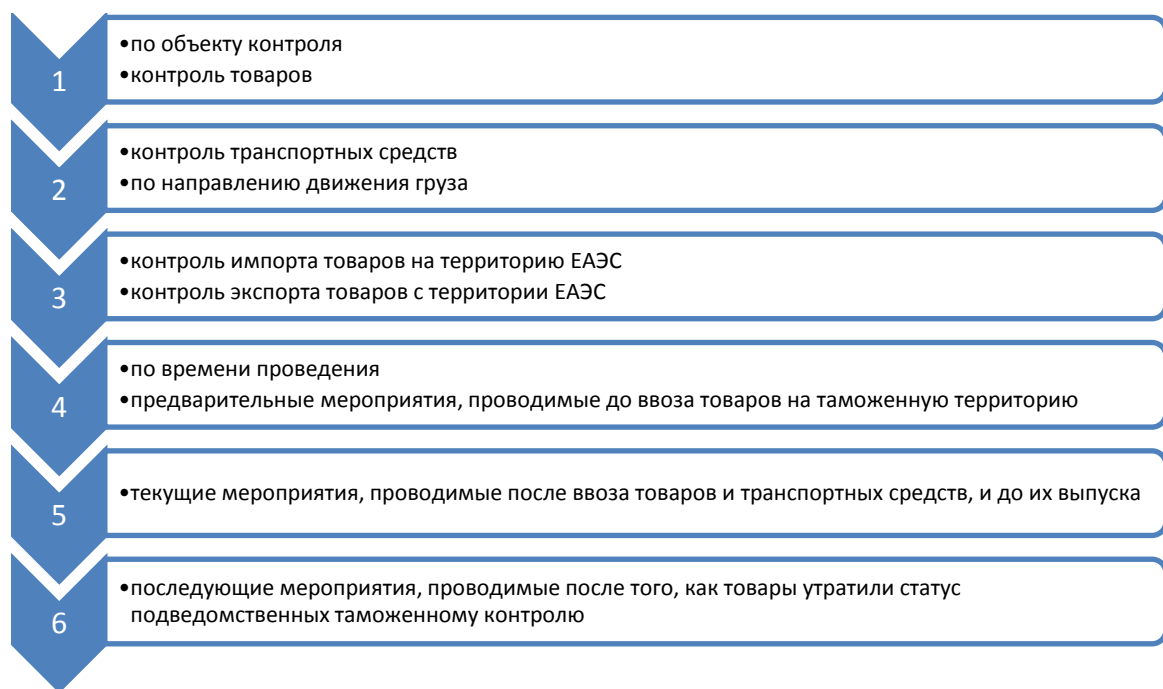 1
•по объекту контроля
•контроль товаров
2
•контроль транспортных средств
•по направлению движения груза
3
•контроль импорта товаров на территорию ЕАЭС
•контроль экспорта товаров с территории ЕАЭС
4
•по времени проведения
•предварительные мероприятия, проводимые до ввоза товаров на таможенную территорию
5
•текущие мероприятия, проводимые после ввоза товаров и транспортных средств, и до их выпуска
6
•последующие мероприятия, проводимые после того, как товары утратили статус
подведомственных таможенному контролю